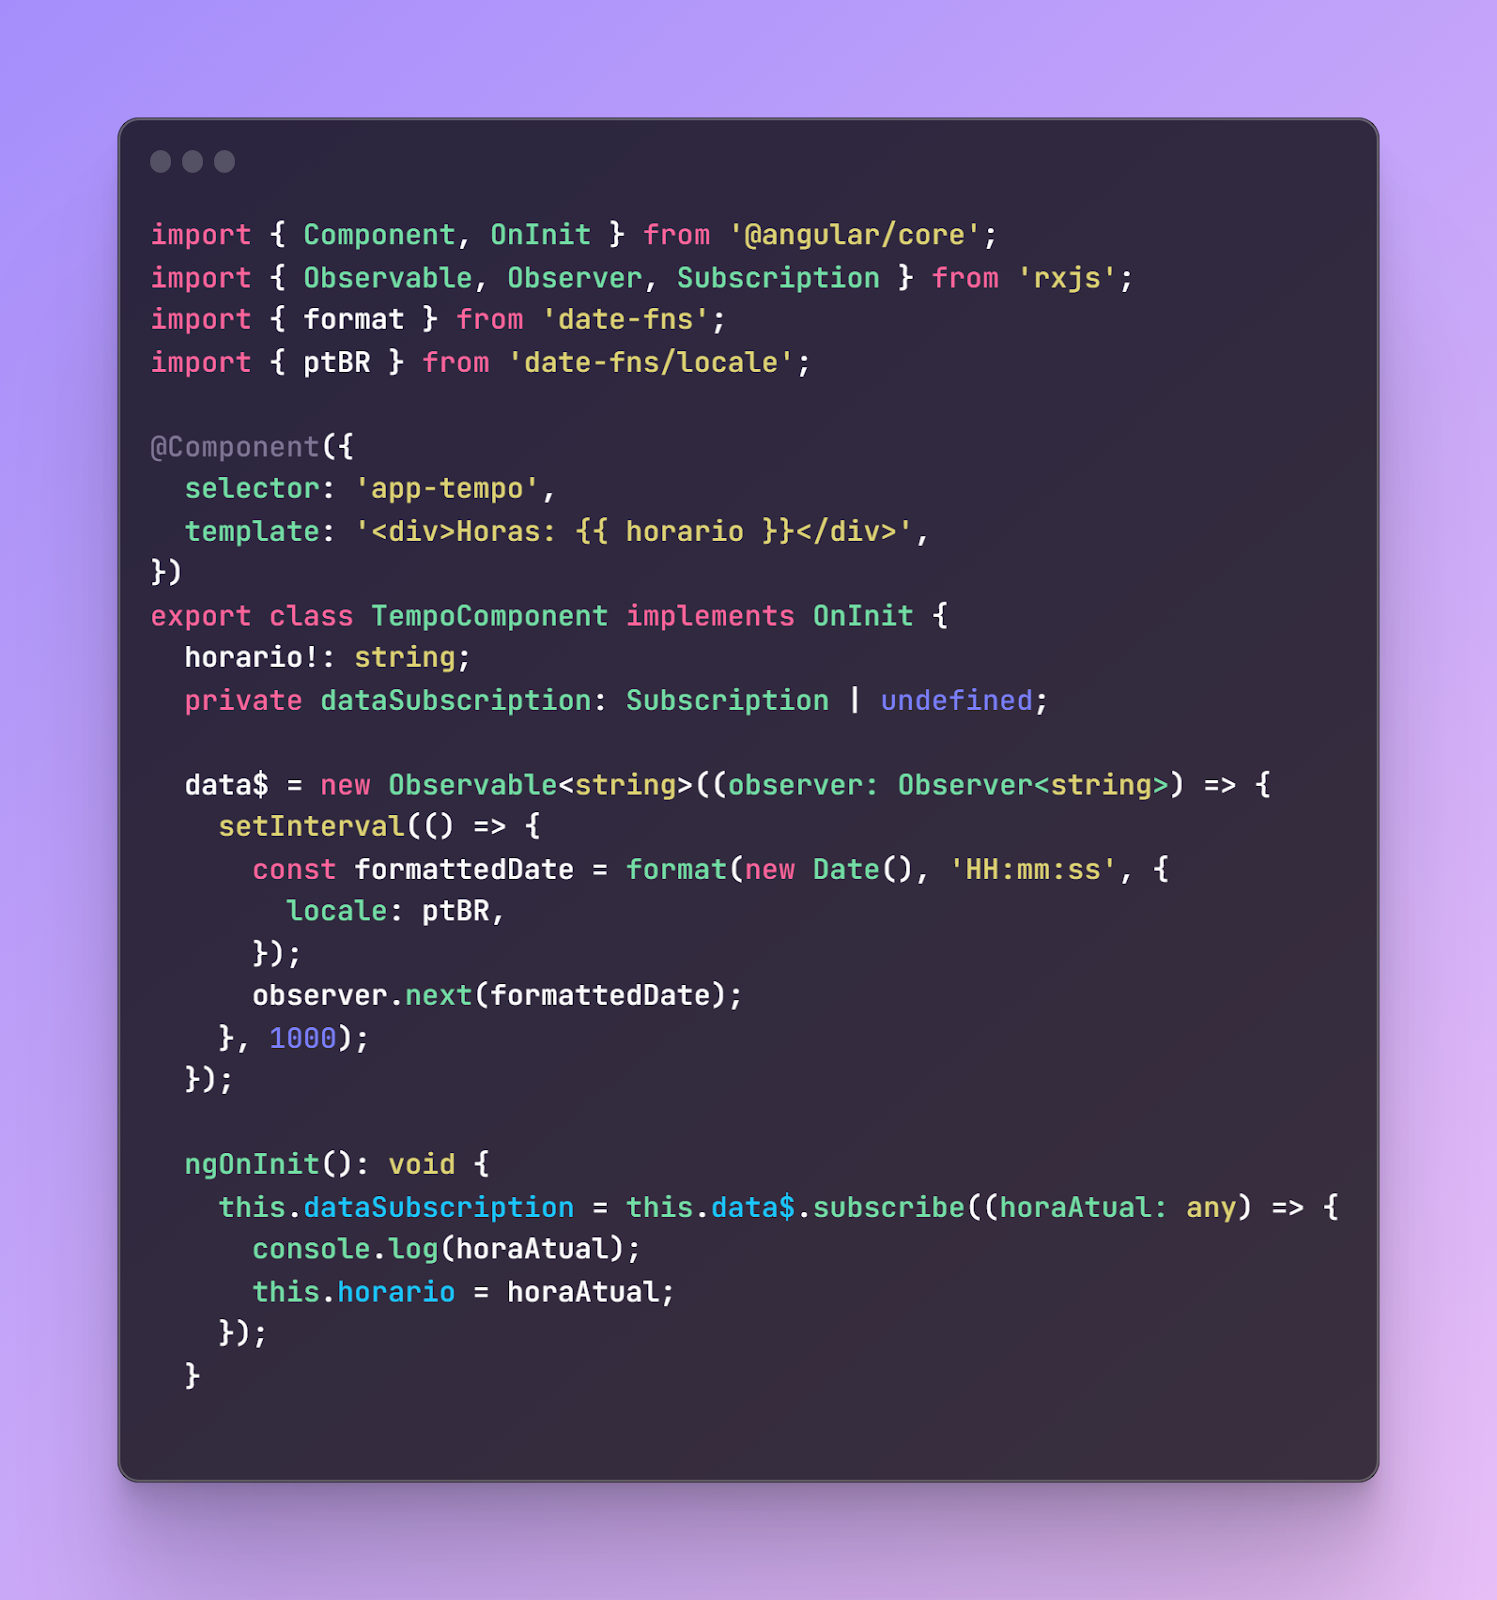 import { Component, OnInit } from '@angular/core';
import { Observable, Observer, Subscription } from 'rxjs';
import { format } from 'date-fns';
import { ptBR } from 'date-fns/locale';

@Component({
  selector: 'app-tempo',
  template: '<div>Horas: {{ horario }}</div>',
})
export class TempoComponent implements OnInit {
  horario!: string;
  private dataSubscription: Subscription | undefined;

  data$ = new Observable<string>((observer: Observer<string>) => {
    setInterval(() => {
      const formattedDate = format(new Date(), 'HH:mm:ss', {
        locale: ptBR,
      });
      observer.next(formattedDate);
    }, 1000);
  });

  ngOnInit(): void {
    this.dataSubscription = this.data$.subscribe((horaAtual: any) => {
      console.log(horaAtual);
      this.horario = horaAtual;
    });
  }